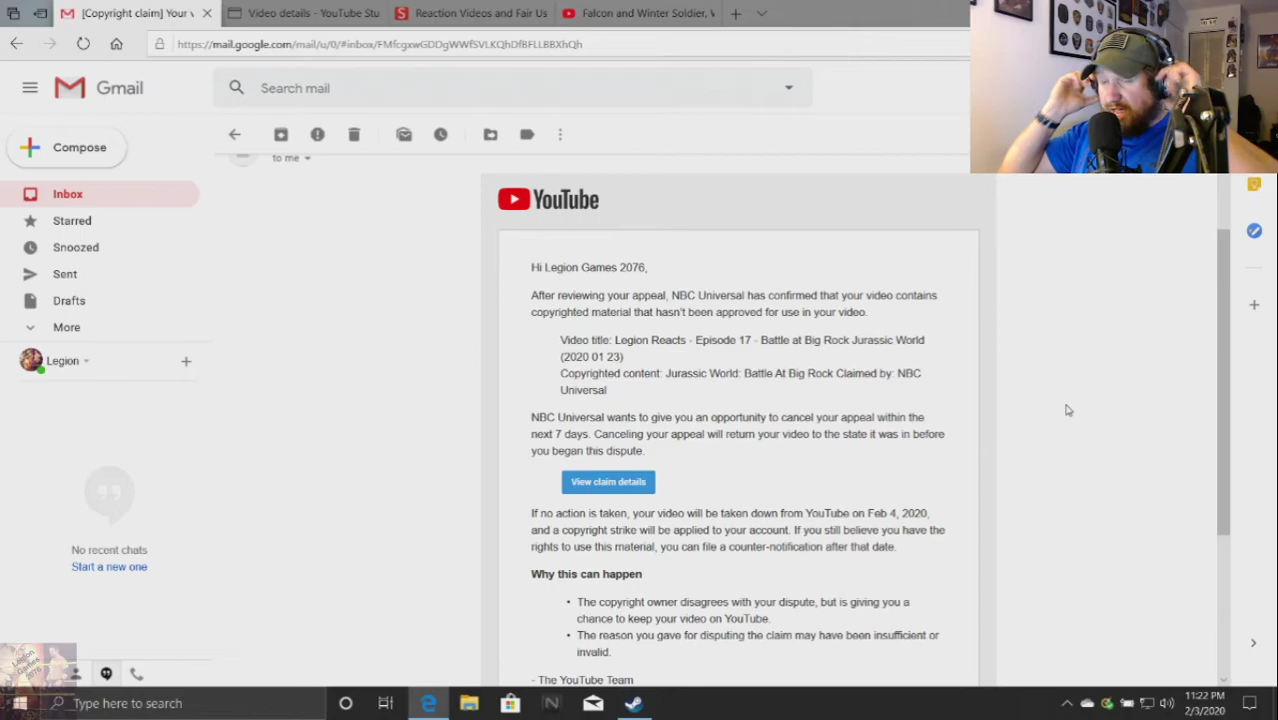 [Copyright claim] Your v
Video details - YouTube Stu
Reaction Videos and Fair Us
Falcon and Winter Soldier, W
https://mail.google.com/mail/u/0/#inbox/FMfcgxwGDDgWWfSVLKQhDfBFLLBBXhQh
Gmail
Search mail
Compose
to me
Inbox
YouTube
Starred
Snoozed
Hi Legion Games 2076,
Sent
After reviewing your appeal, NBC Universal has confirmed that your video contains
Drafts
copyrighted material that hasn't been approved for use in your video.
More
Video title: Legion Reacts - Episode 17 - Battle at Big Rock Jurassic World
(2020 01 23)
Legion
Copyrighted content: Jurassic World: Battle At Big Rock Claimed by: NBC
Universal
NBC Universal wants to give you an opportunity to cancel your appeal within the
next 7 days. Canceling your appeal will return your video to the state it was in before
you began this dispute.
View claim details
If no action is taken, your video will be taken down from YouTube on Feb 4, 2020,
and a copyright strike will be applied to your account. If you still believe you have the
rights to use this material, you can file a counter-notification after that date.
No recent chats
Start a new one
Why this can happen
• The copyright owner disagrees with your dispute, but is giving you a
chance to keep your video on YouTube.
• The reason you gave for disputing the claim may have been insufficient or
invalid.
- The YouTube Team
Legion
Games
2076
Type here to search
11:22 PM
2/3/2020